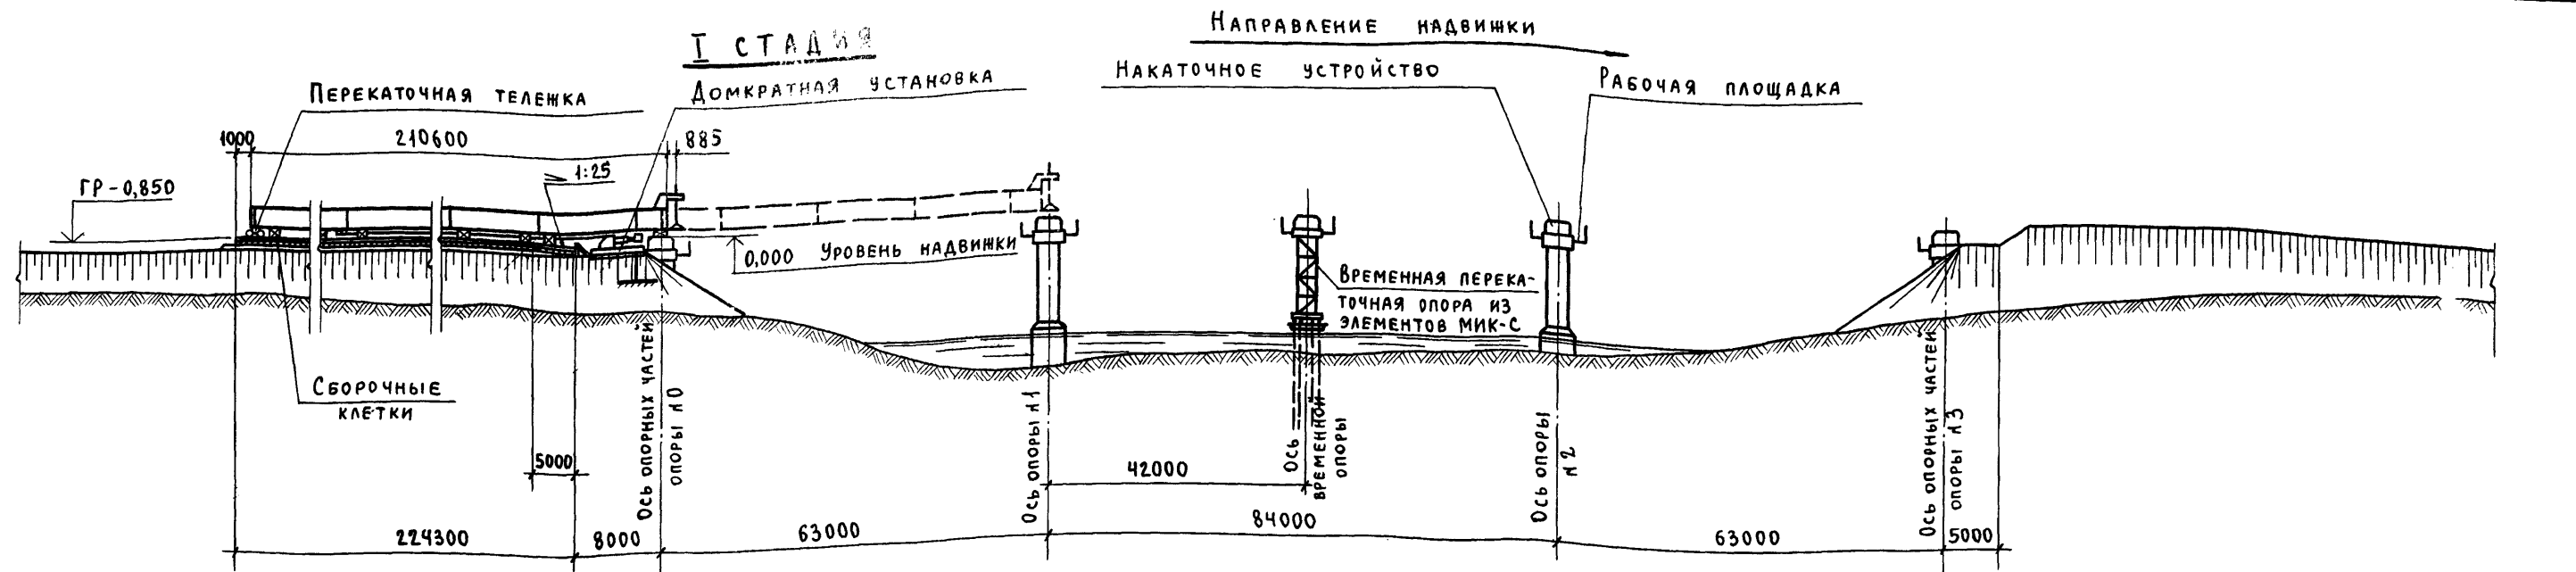 I СТАДИЯ
НАПРАВЛЕНИЕ НАДВИЖКИ
ПЕРЕКАТОЧНАЯ ТЕЛЕЖКА
ДОМКРАТНАЯ УСТАНОВКА
НАКАТОЧНОЕ УСТРОЙСТВО
РАБОЧАЯ ПЛОЩАДКА
1000
210600
885
ГР-0,850
1:25
0,000 УРОВЕНЬ НАДВИЖКИ
ВРЕМЕННАЯ ПЕРЕКА-
ТОЧНАЯ ОПОРА ИЗ
ЭЛЕМЕНТОВ МИК-С
СБОРОЧНЫЕ
КЛЕТКИ
ОСЬ ОПОРНЫХ ЧАСТЕЙ
ОПОРЫ №0
ОСЬ ОПОРЫ №1
ОСЬ
ВРЕМЕННОЙ
ОПОРЫ
ОСЬ ОПОРЫ
№2
ОСЬ ОПОРНЫХ ЧАСТЕЙ
ОПОРЫ №3
5000
42000
224300
8000
63000
84000
63000
5000